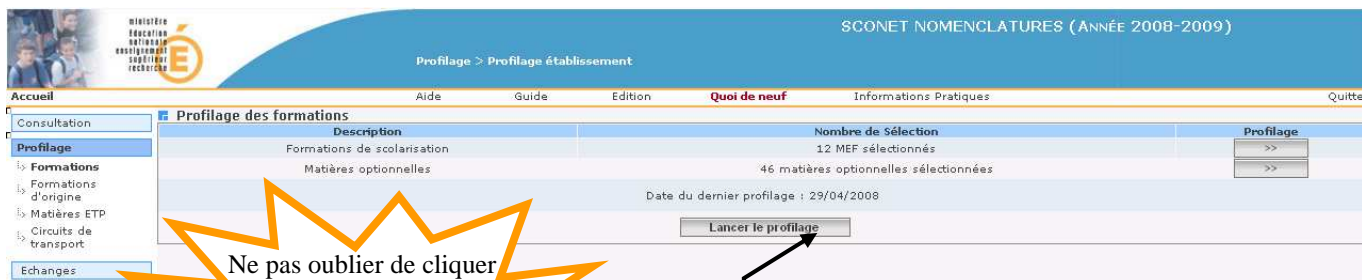 ministère
éducation
nationale
enseignement
supérieur
recherche
SCONET NOMENCLATURES (ANNÉE 2008-2009)
Profilage > Profilage établissement
Accueil Aide Guide Edition Quoi de neuf Informations Pratiques Quitte
Consultation
Profilage
Formations
Formations d'origine
Matières ETP
Circuits de transport
Echanges
Profilage des formations
Description Nombre de Sélection Profilage
Formations de scolarisation 12 MEF sélectionnés >>
Matières optionnelles 46 matières optionnelles sélectionnées >>
Date du dernier profilage : 29/04/2008
Lancer le profilage
Ne pas oublier de cliquer